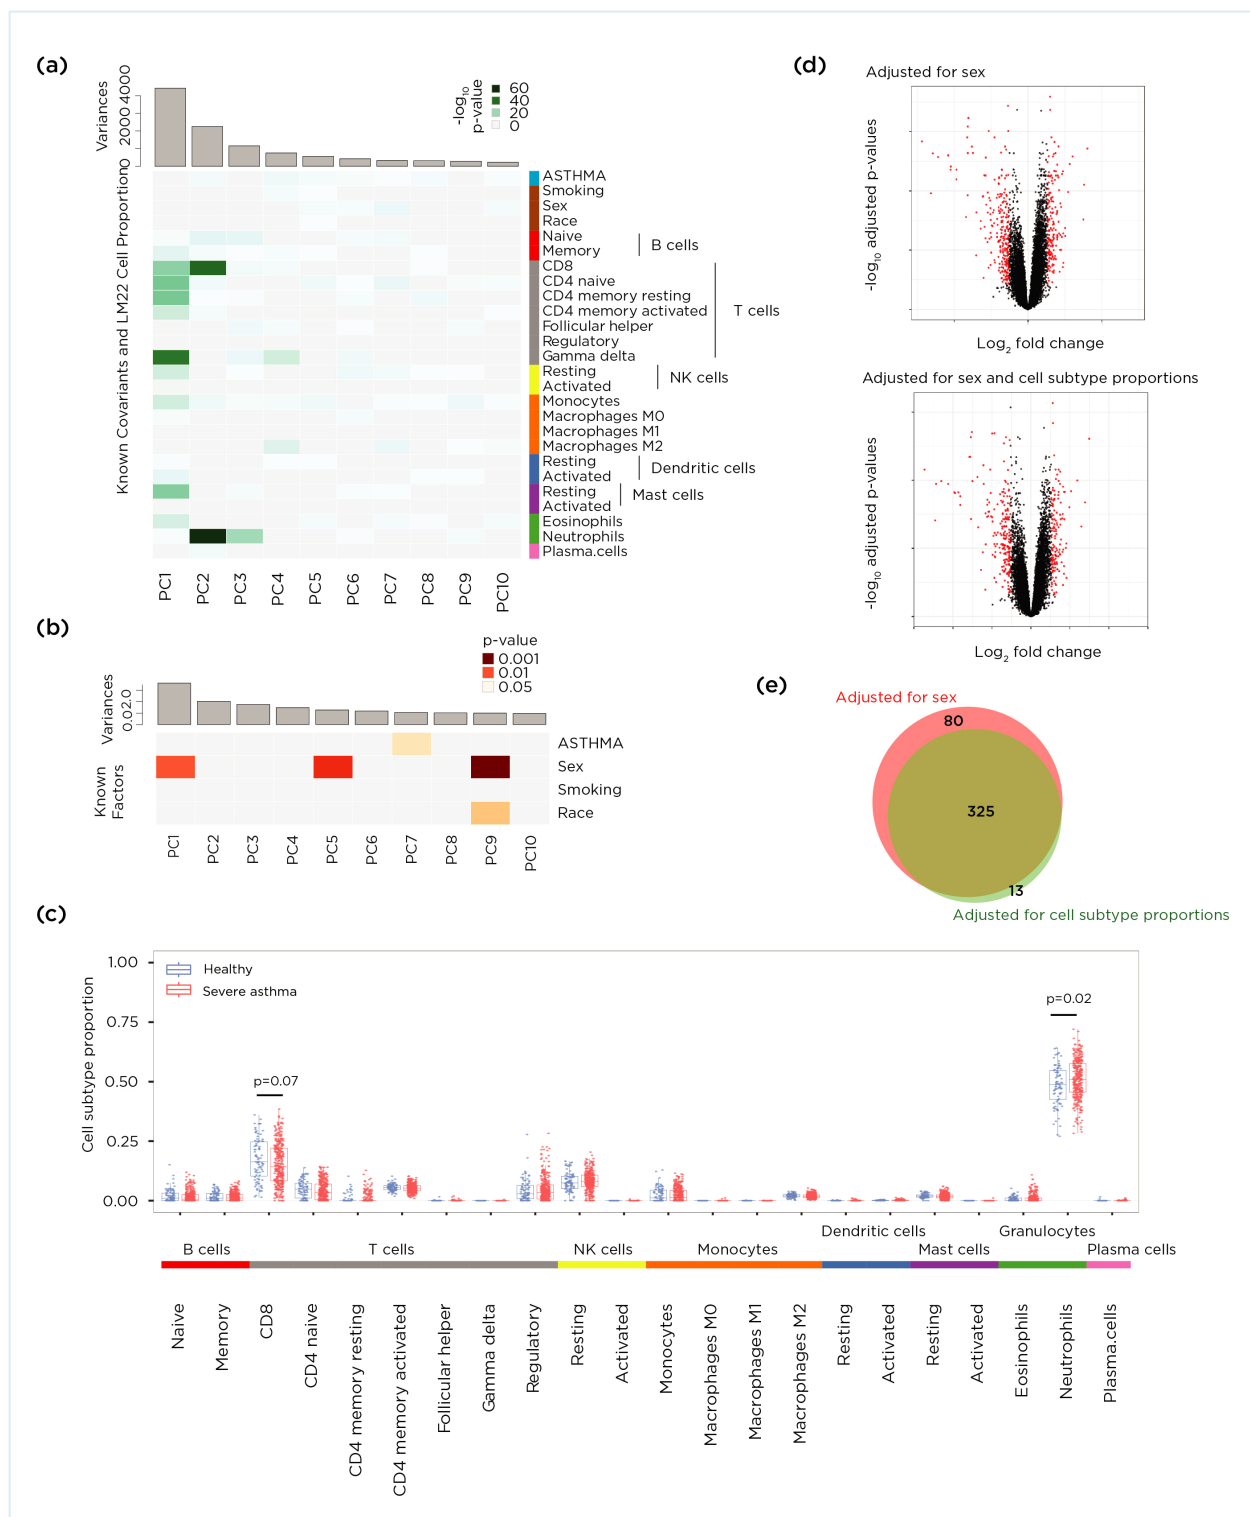 (a)
Variances
0
2000
4000
-log10
p-value
60
40
20
0
Known Covariants and LM22 Cell Proportion
ASTHMA
Smoking
Sex
Race
Naive
Memory
B cells
CD8
CD4 naive
CD4 memory resting
CD4 memory activated
Follicular helper
Regulatory
Gamma delta
T cells
Resting
Activated
NK cells
Monocytes
Macrophages M0
Macrophages M1
Macrophages M2
Resting
Activated
Dendritic cells
Resting
Activated
Mast cells
Eosinophils
Neutrophils
Plasma.cells
PC1
PC2
PC3
PC4
PC5
PC6
PC7
PC8
PC9
PC10
(b)
p-value
0.001
0.01
0.05
Variances
0.02.0
Known
Factors
ASTHMA
Sex
Smoking
Race
PC1
PC2
PC3
PC4
PC5
PC6
PC7
PC8
PC9
PC10
(d)
Adjusted for sex
-log10 adjusted p-values
Log2 fold change
Adjusted for sex and cell subtype proportions
-log10 adjusted p-values
Log2 fold change
(e)
Adjusted for sex
80
325
13
Adjusted for cell subtype proportions
(c)
Cell subtype proportion
1.00
0.75
0.50
0.25
0.00
Healthy
Severe asthma
p=0.07
p=0.02
B cells
T cells
NK cells
Monocytes
Dendritic cells
Mast cells
Granulocytes
Plasma cells
Naive
Memory
CD8
CD4 naive
CD4 memory resting
CD4 memory activated
Follicular helper
Gamma delta
Regulatory
Resting
Activated
Monocytes
Macrophages M0
Macrophages M1
Macrophages M2
Resting
Activated
Resting
Activated
Eosinophils
Neutrophils
Plasma.cells